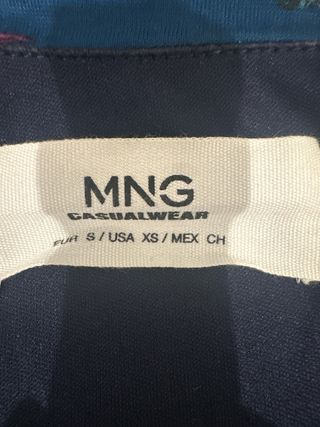 MNG
CASUALWEAR
EUR S / USA XS / MEX CH